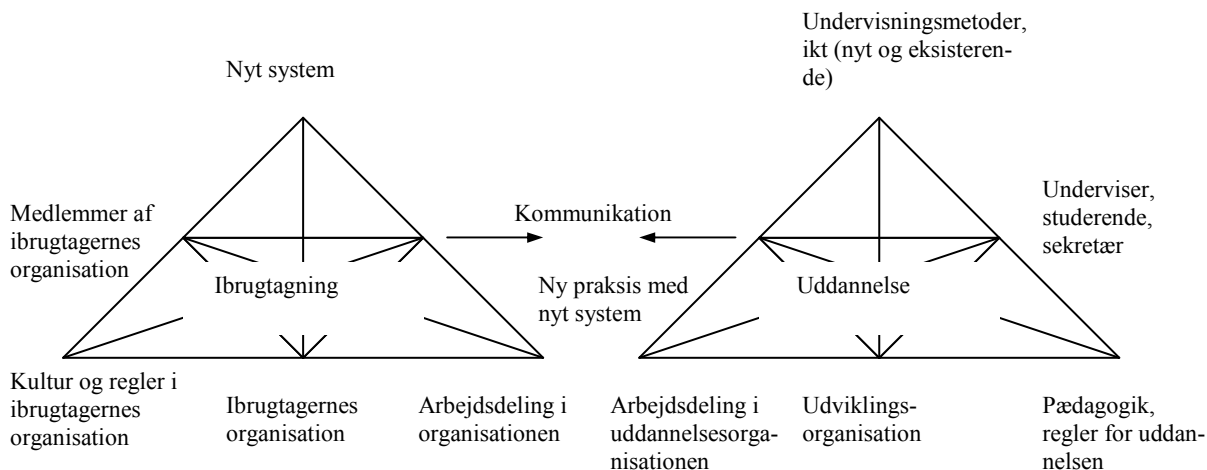 Undervisningsmetoder,
ikt (nyt og eksisteren-
de)
Nyt system
Medlemmer af
ibrugtagernes
organisation
Kommunikation
Underviser,
studerende,
sekretær
Ibrugtagning
Ny praksis med
nyt system
Uddannelse
Kultur og regler i
ibrugtagernes
organisation
Ibrugtagernes
organisation
Arbejdsdeling i
organisationen
Arbejdsdeling i
uddannelsesorga-
nisationen
Udviklings-
organisation
Pædagogik,
regler for uddan-
nelsen